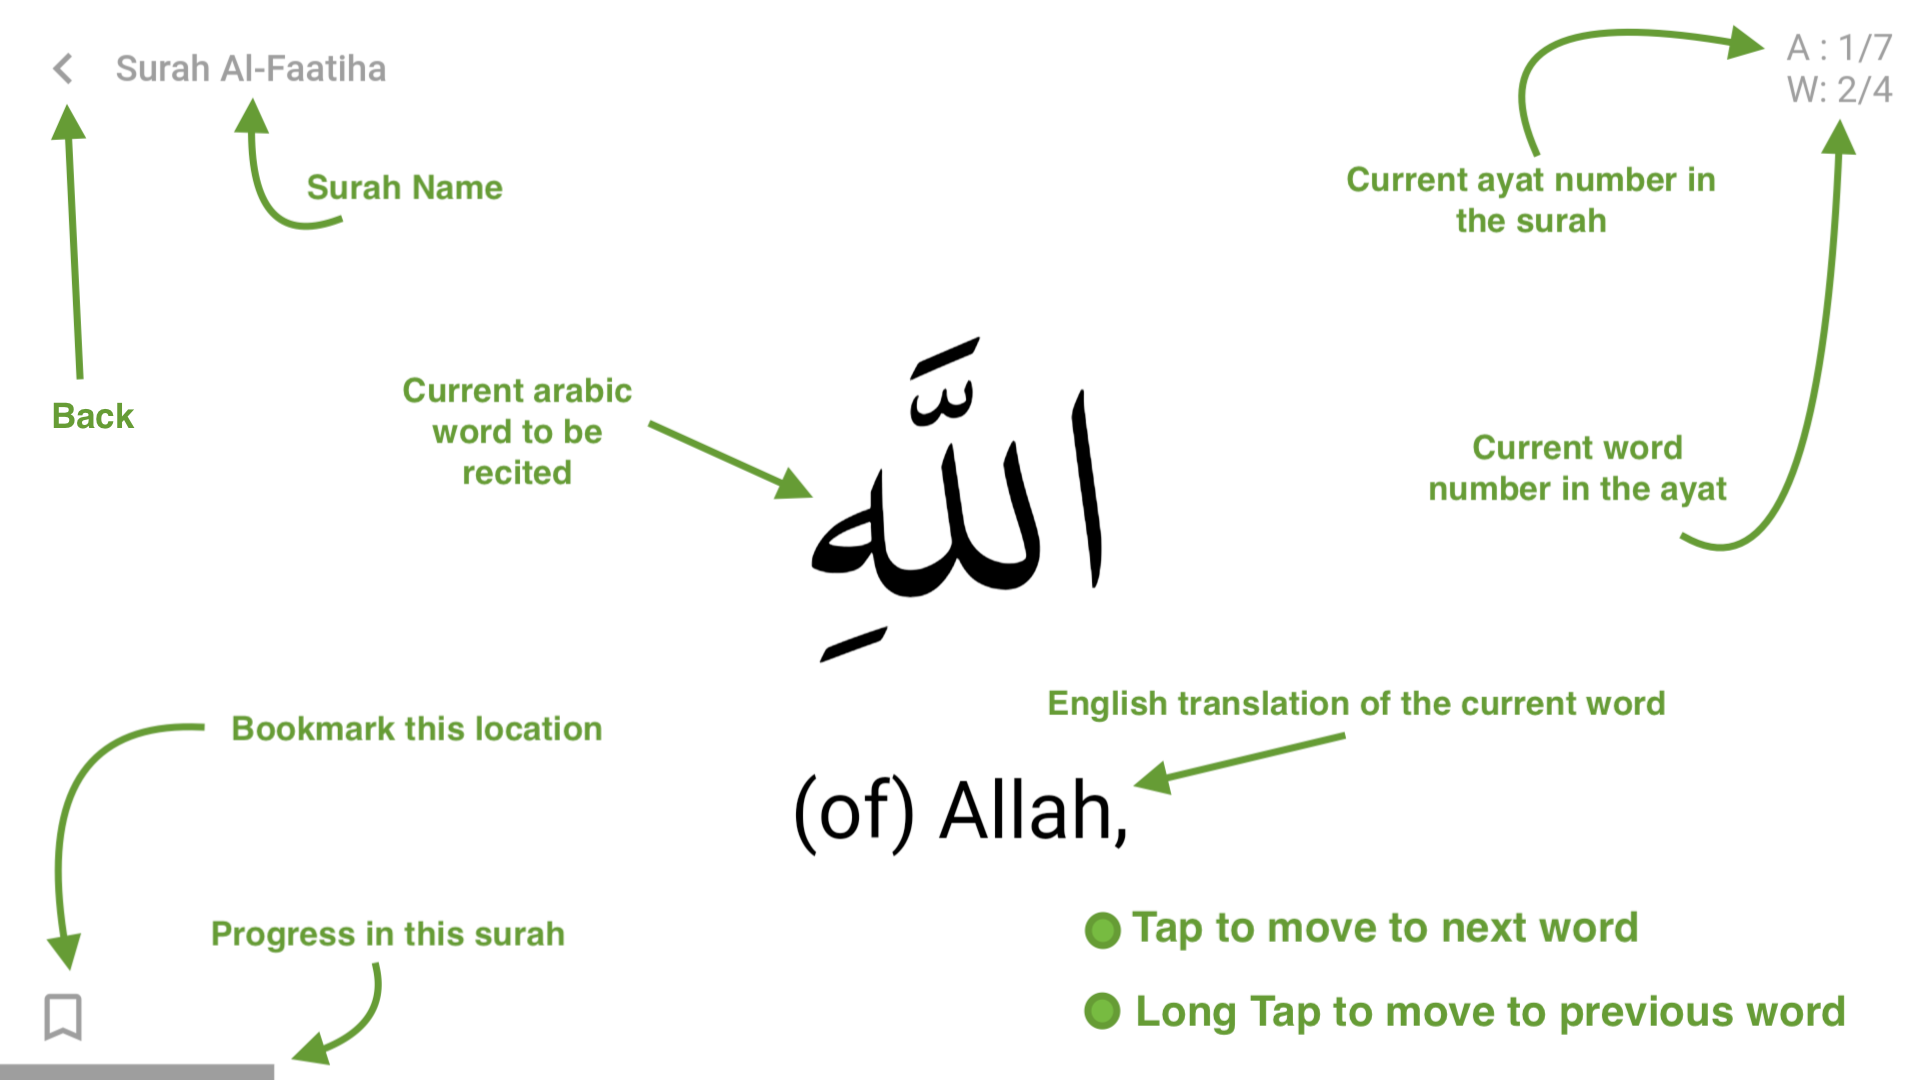 Surah Al-Faatiha
A : 1/7
W: 2/4
Surah Name
Current ayat number in
the surah
Back
Current arabic
word to be
recited
اللَّهِ
Current word
number in the ayat
English translation of the current word
Bookmark this location
(of) Allah,
Progress in this surah
Tap to move to next word
Long Tap to move to previous word